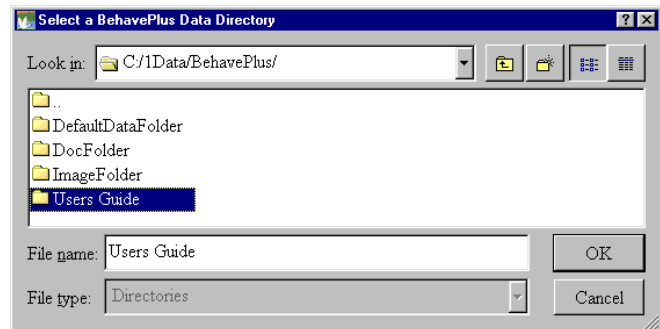 Select a BehavePlus Data Directory
Look in: C:/1Data/BehavePlus/
..
DefaultDataFolder
DocFolder
ImageFolder
Users Guide
File name: Users Guide OK
File type: Directories Cancel